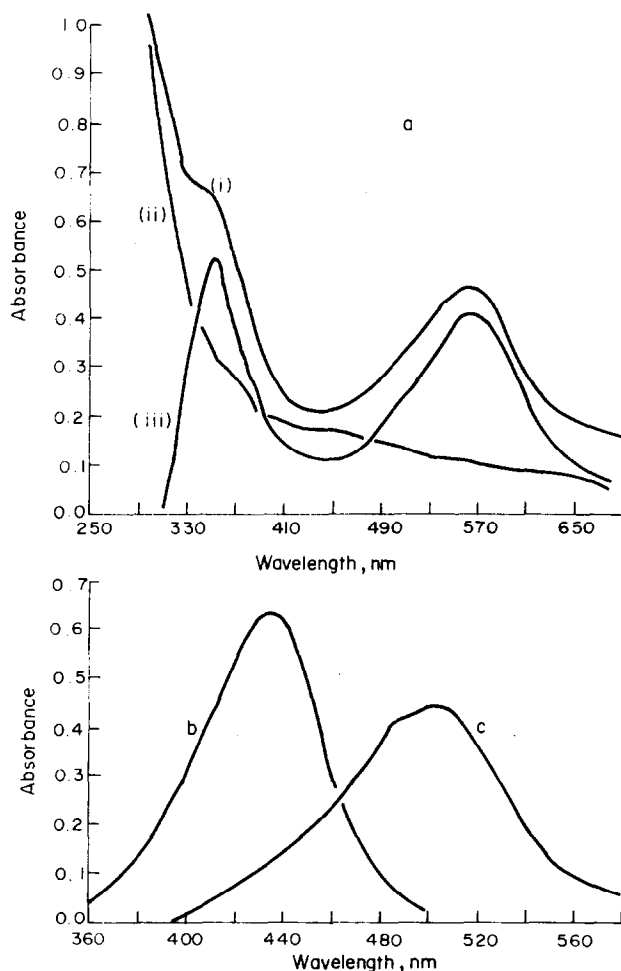 1.0
0.9
0.8
a
0.7
(i)
(ii)
0.6
Absorbance
0.5
0.4
0.3
(iii)
0.2
0.1
0.0
250 330 410 490 570 650
Wavelength, nm
0.7
0.6
0.5
Absorbance
b
c
0.4
0.3
0.2
0.1
0.0
360 400 440 480 520 560
Wavelength, nm